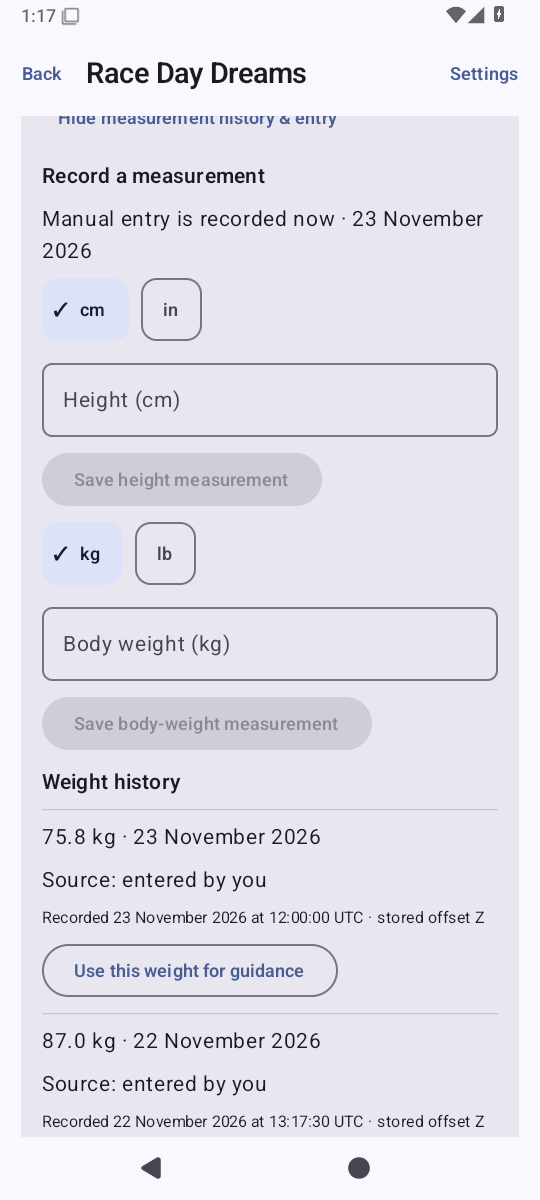 1:17
Back Race Day Dreams Settings
Hide measurement history & entry
Record a measurement
Manual entry is recorded now · 23 November
2026
✓ cm in
Height (cm)
Save height measurement
✓ kg lb
Body weight (kg)
Save body-weight measurement
Weight history
75.8 kg · 23 November 2026
Source: entered by you
Recorded 23 November 2026 at 12:00:00 UTC · stored offset Z
Use this weight for guidance
87.0 kg · 22 November 2026
Source: entered by you
Recorded 22 November 2026 at 13:17:30 UTC · stored offset Z